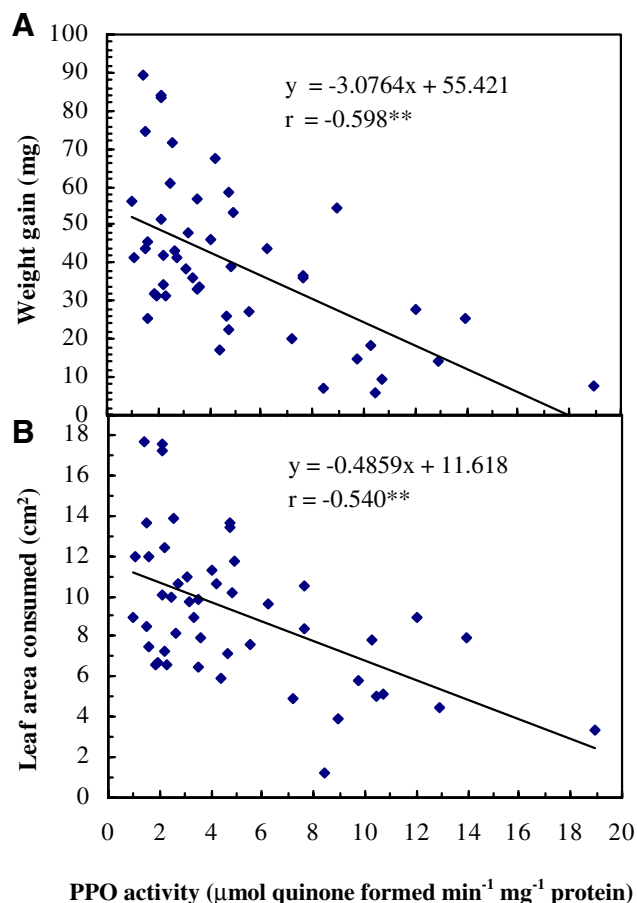 A
100
90
80
70
60
50
40
30
20
10
0
Weight gain (mg)
y = -3.0764x + 55.421
r = -0.598**
B
18
16
14
12
10
8
6
4
2
0
Leaf area consumed (cm²)
y = -0.4859x + 11.618
r = -0.540**
0 2 4 6 8 10 12 14 16 18 20
PPO activity (μmol quinone formed min⁻¹ mg⁻¹ protein)